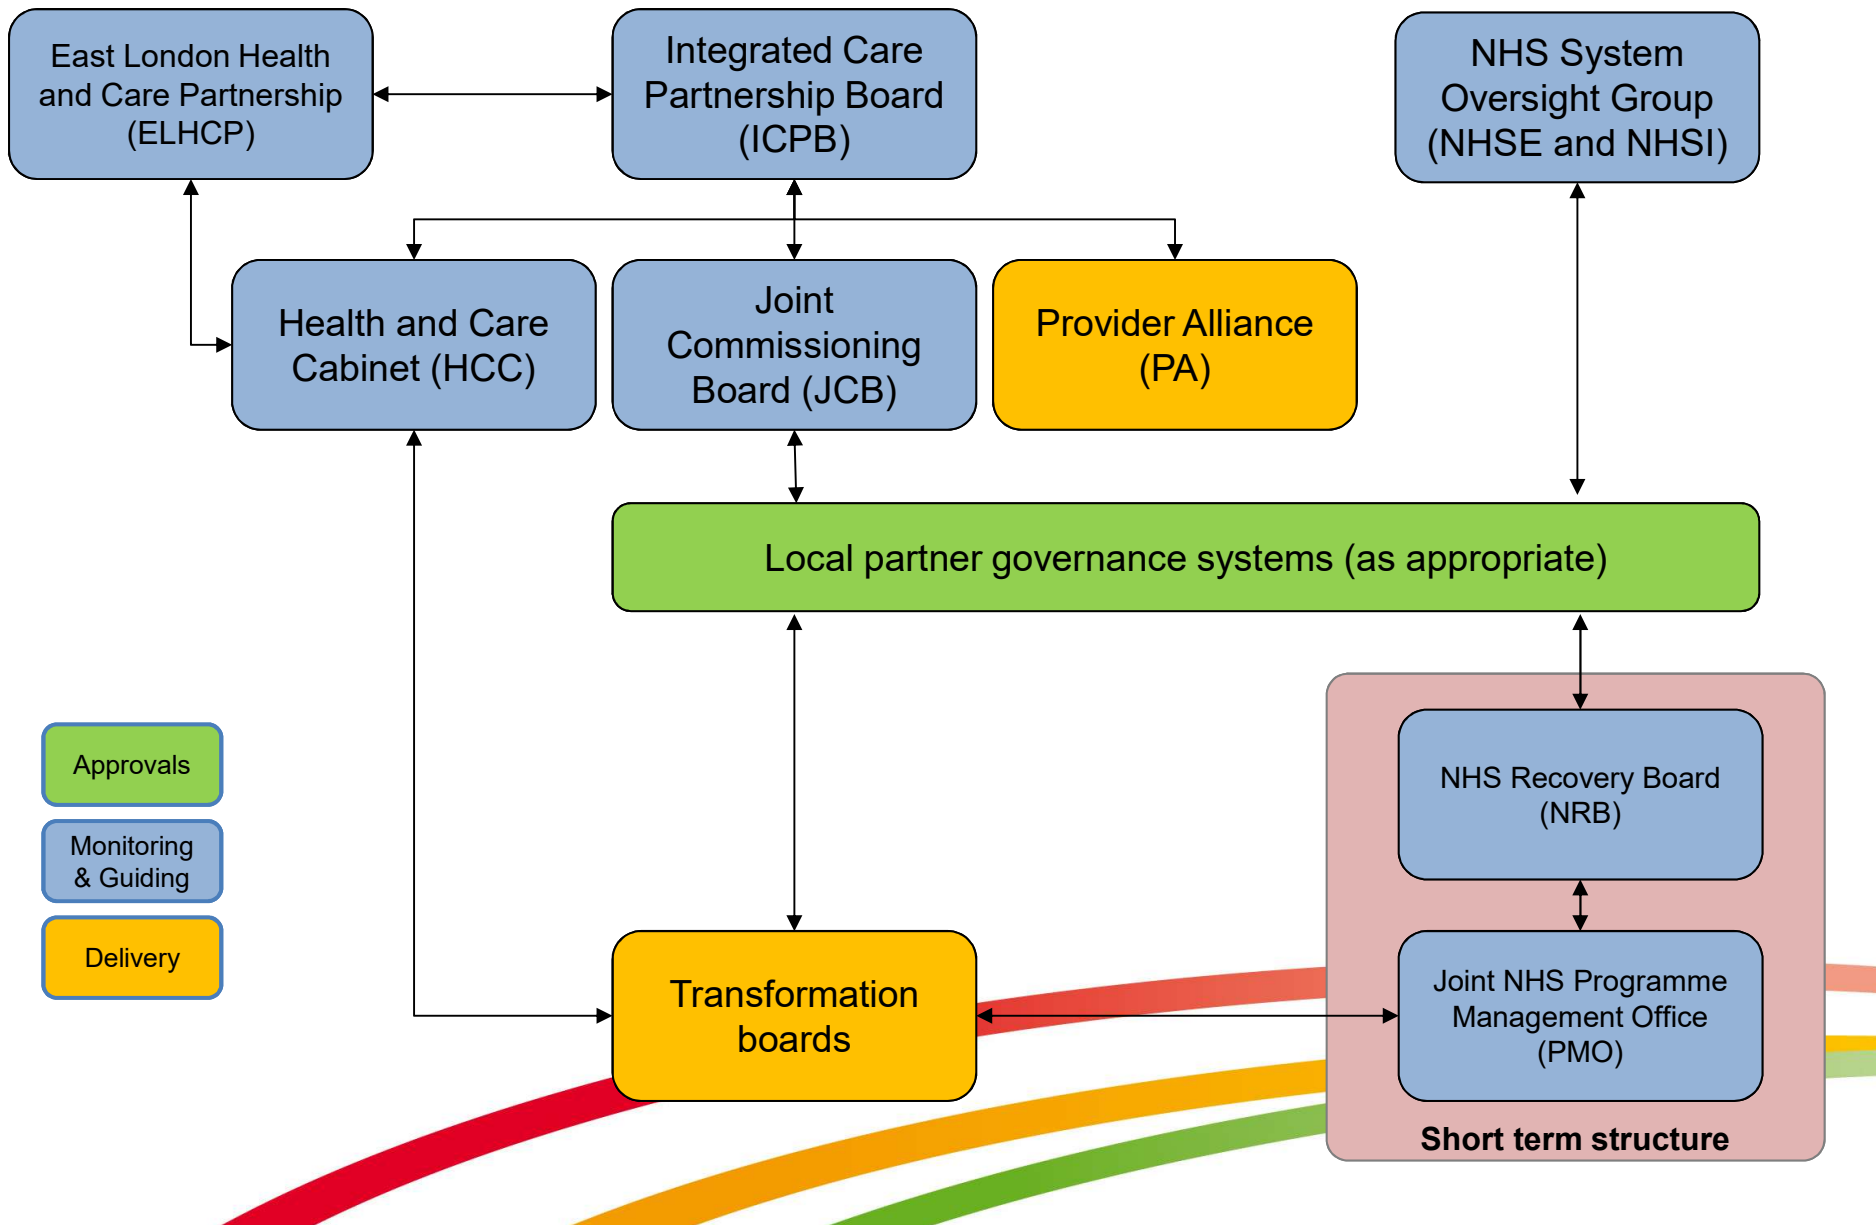 East London Health
and Care Partnership
(ELHCP)
Integrated Care
Partnership Board
(ICPB)
NHS System
Oversight Group
(NHSE and NHSI)
Health and Care
Cabinet (HCC)
Joint
Commissioning
Board (JCB)
Provider Alliance
(PA)
Local partner governance systems (as appropriate)
Approvals
Monitoring
& Guiding
Delivery
NHS Recovery Board
(NRB)
Transformation
boards
Joint NHS Programme
Management Office
(PMO)
Short term structure